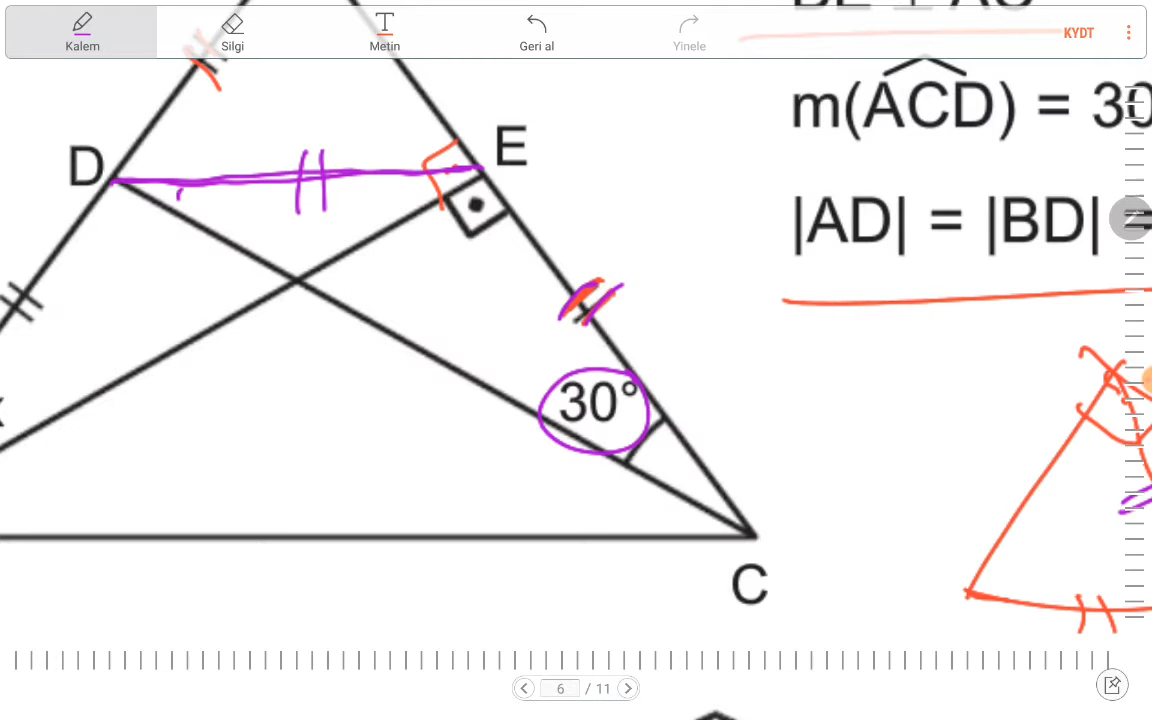 Kalem
Silgi
Metin
Geri al
Yinele
KYDT
m(ACD) = 30
|AD| = |BD| =
D
E
30°
C
6 / 11